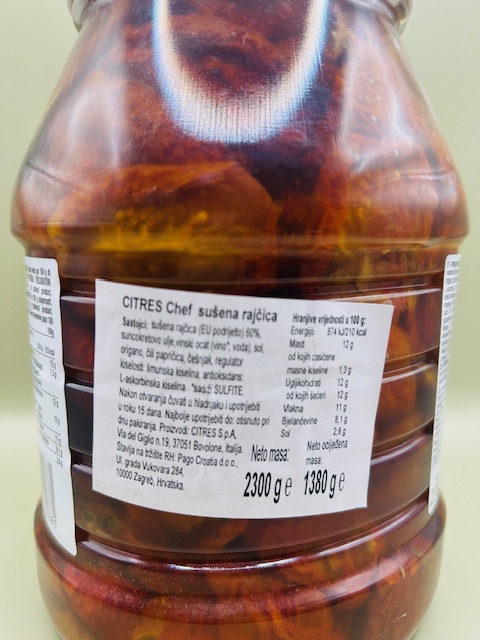 CITRES Chef sušena rajčica
Sastojci: sušena rajčica (EU podrijetlo) 60%,
suncokretovo ulje, vinski ocat (vino*, voda), sol,
origano, čili papričica, češnjak, regulator
kiselosti: limunska kiselina, antioksidans:
L-askorbinska kiselina. *sadrži SULFITE.
Nakon otvaranja čuvati u hladnjaku i upotrijebiti
u roku 15 dana. Najbolje upotrijebiti do: otisnuto pri
dnu pakiranja. Proizvodi: CITRES S.p.A,
Via del Giglio n.19, 37051 Bovolone, Italija.
Stavlja na tržište RH: Pago Croatia d.o.o.,
Ul. grada Vukovara 284,
10000 Zagreb, Hrvatska.
Hranjive vrijednosti u 100 g:
Energija 874 kJ/210 kcal
Masti 12 g
od kojih zasićene
masne kiseline 1,3 g
Ugljikohidrati 12 g
od kojih šećeri 12 g
Vlakna 11 g
Bjelančevine 8,1 g
Sol 2,8 g
Neto masa:
2300 g e
Neto ocijeđena
masa:
1380 g e